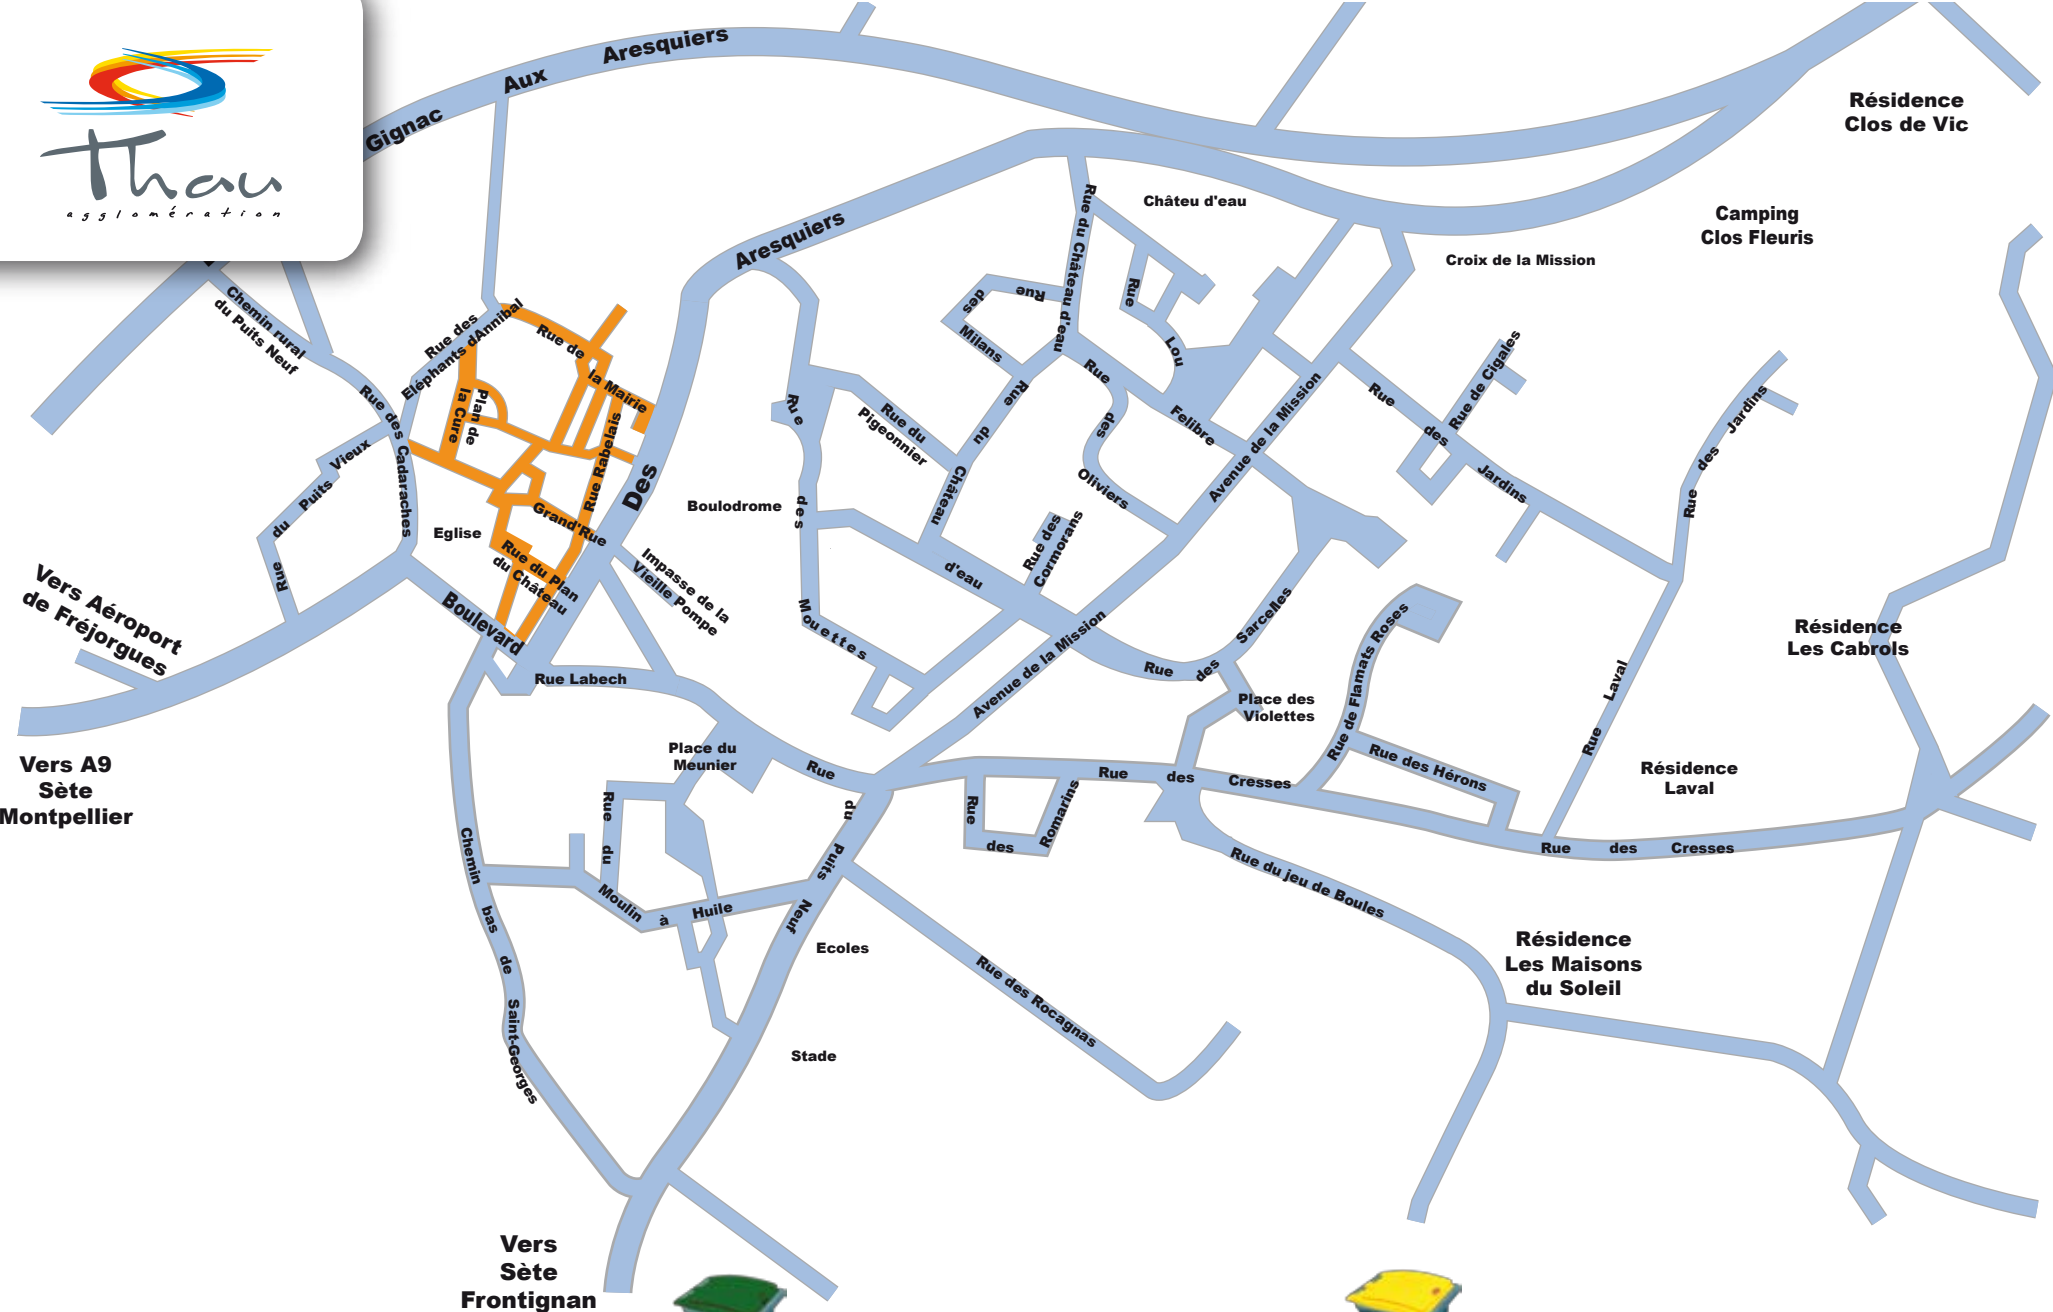 Thau
agglomération
Gignac Aux Aresquiers
Résidence
Clos de Vic
Châteu d'eau
Camping
Clos Fleuris
Croix de la Mission
Boulevard Des Aresquiers
Chemin rural
du Puits Neuf
Rue des
Eléphants d'Annibal
Rue de la Mairie
Plan de
la Cure
Rue des Cadaraches
Rue du Puits Vieux
Rue Rabelais
Grand'Rue
Eglise
Rue du Plan
du Château
Impasse de la
Vieille Pompe
Boulodrome
Rue des Mouettes
Rue du
Pigeonnier
Rue du Château d'eau
Rue des Milans
Rue Lou
Rue Felibre
Rue des Oliviers
Rue du Château d'eau
Rue des
Cormorans
Avenue de la Mission
Avenue de la Mission
Rue des Jardins
Rue de Cigales
Rue des Jardins
Rue des Sarcelles
Place des
Violettes
Rue de Flamats Roses
Rue des Hérons
Rue Laval
Résidence
Les Cabrols
Résidence
Laval
Vers Aéroport
de Fréjorgues
Vers A9
Sète
Montpellier
Rue Labech
Place du
Meunier
Rue du Puits Neuf
Rue des Cresses
Rue des Cresses
Rue des Romarins
Rue du Moulin à Huile
Rue du jeu de Boules
Chemin bas de Saint-Georges
Ecoles
Stade
Rue des Rocagnas
Résidence
Les Maisons
du Soleil
Vers
Sète
Frontignan